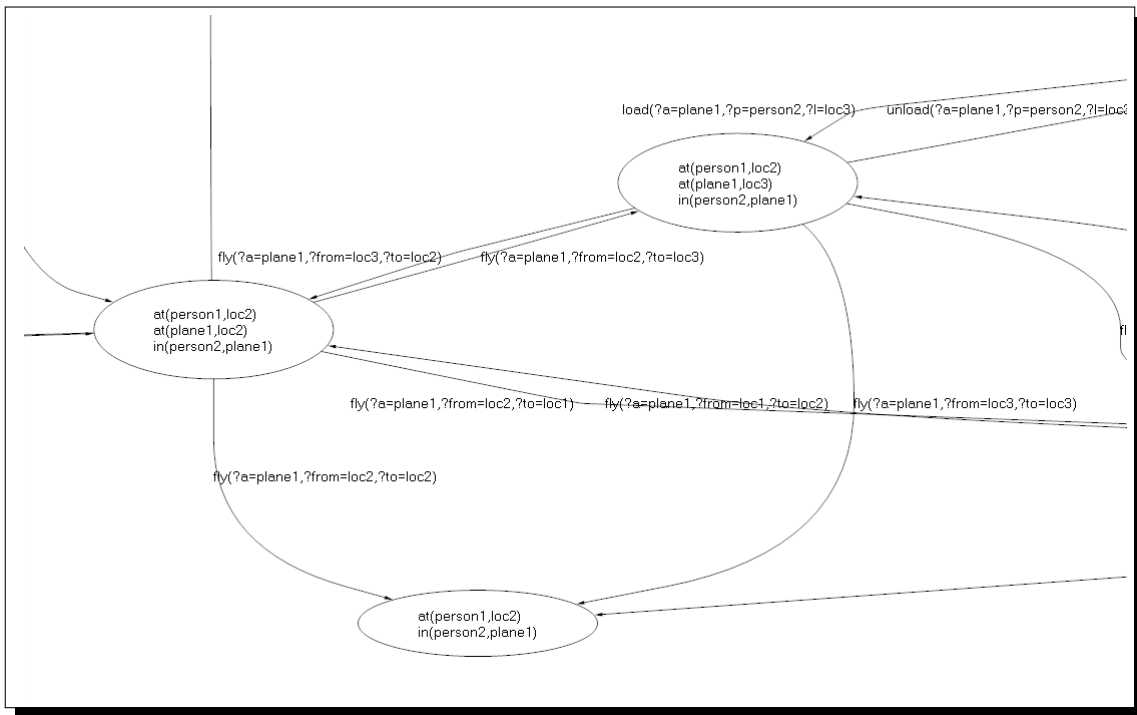 load(?a=plane1,?p=person2,?l=loc3)
unload(?a=plane1,?p=person2,?l=loc3
at(person1,loc2)
at(plane1,loc3)
in(person2,plane1)
fly(?a=plane1,?from=loc3,?to=loc2)
fly(?a=plane1,?from=loc2,?to=loc3)
at(person1,loc2)
at(plane1,loc2)
in(person2,plane1)
fl
fly(?a=plane1,?from=loc2,?to=loc1)
fly(?a=plane1,?from=loc1,?to=loc2)
fly(?a=plane1,?from=loc3,?to=loc3)
fly(?a=plane1,?from=loc2,?to=loc2)
at(person1,loc2)
in(person2,plane1)